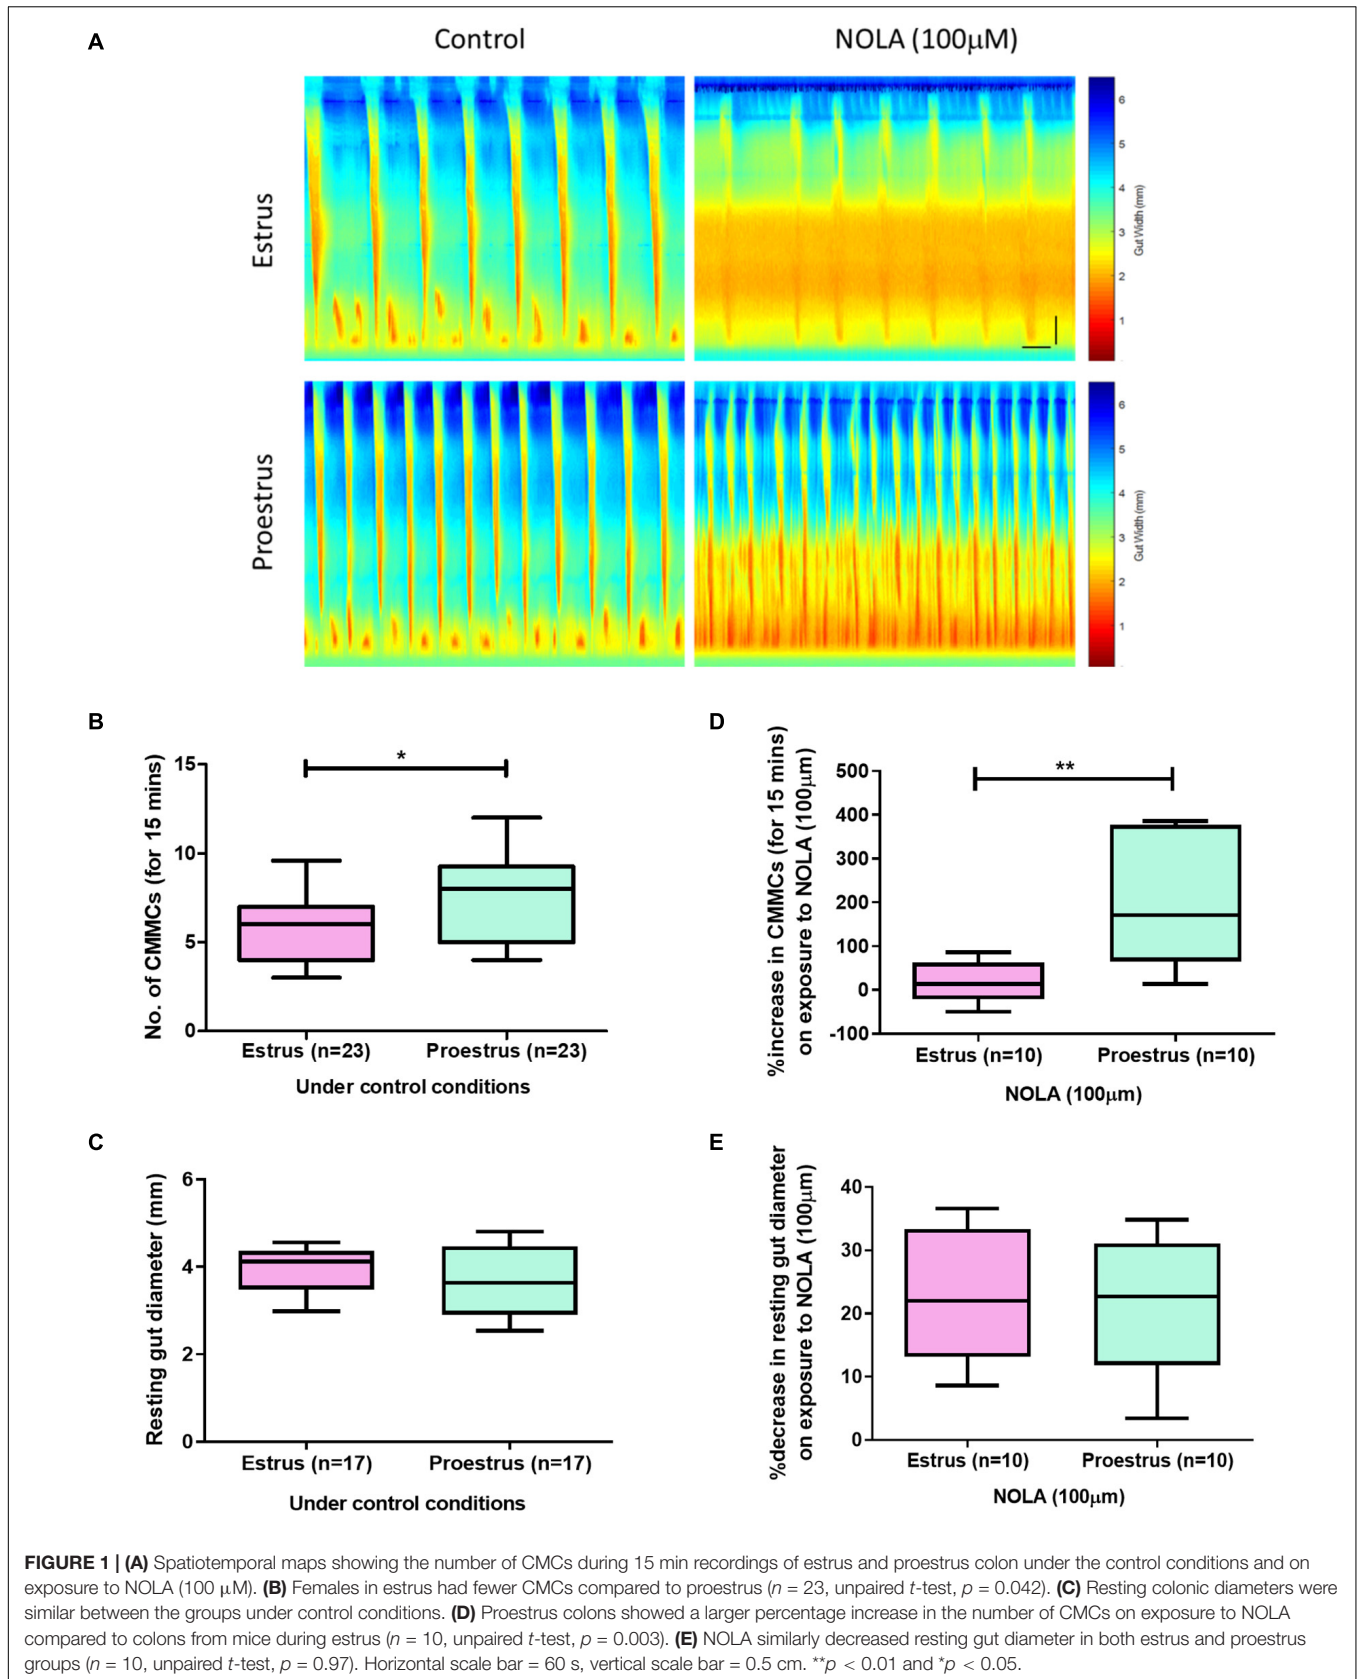 A
Control
NOLA (100μM)
Estrus
6
5
4
3
2
1
Gut Width (mm)
Proestrus
6
5
4
3
2
1
Gut Width (mm)
B
No. of CMMCs (for 15 mins)
15
10
5
0
*
Estrus (n=23)
Proestrus (n=23)
Under control conditions
D
%increase in CMMCs (for 15 mins)
on exposure to NOLA (100μm)
500
400
300
200
100
0
-100
**
Estrus (n=10)
Proestrus (n=10)
NOLA (100μm)
C
Resting gut diameter (mm)
6
4
2
0
Estrus (n=17)
Proestrus (n=17)
Under control conditions
E
%decrease in resting gut diameter
on exposure to NOLA (100μm)
40
30
20
10
0
Estrus (n=10)
Proestrus (n=10)
NOLA (100μm)
FIGURE 1 | (A) Spatiotemporal maps showing the number of CMCs during 15 min recordings of estrus and proestrus colon under the control conditions and on
exposure to NOLA (100 μM). (B) Females in estrus had fewer CMCs compared to proestrus (n = 23, unpaired t-test, p = 0.042). (C) Resting colonic diameters were
similar between the groups under control conditions. (D) Proestrus colons showed a larger percentage increase in the number of CMCs on exposure to NOLA
compared to colons from mice during estrus (n = 10, unpaired t-test, p = 0.003). (E) NOLA similarly decreased resting gut diameter in both estrus and proestrus
groups (n = 10, unpaired t-test, p = 0.97). Horizontal scale bar = 60 s, vertical scale bar = 0.5 cm. **p < 0.01 and *p < 0.05.